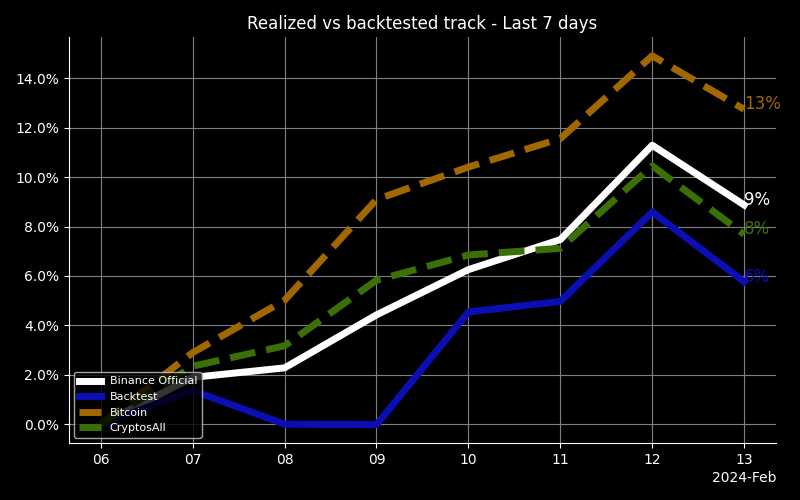 Realized vs backtested track - Last 7 days
14.0%
12.0%
10.0%
8.0%
6.0%
4.0%
2.0%
0.0%
13%
9%
8%
6%
Binance Official
Backtest
Bitcoin
CryptosAll
06 07 08 09 10 11 12 13
2024-Feb